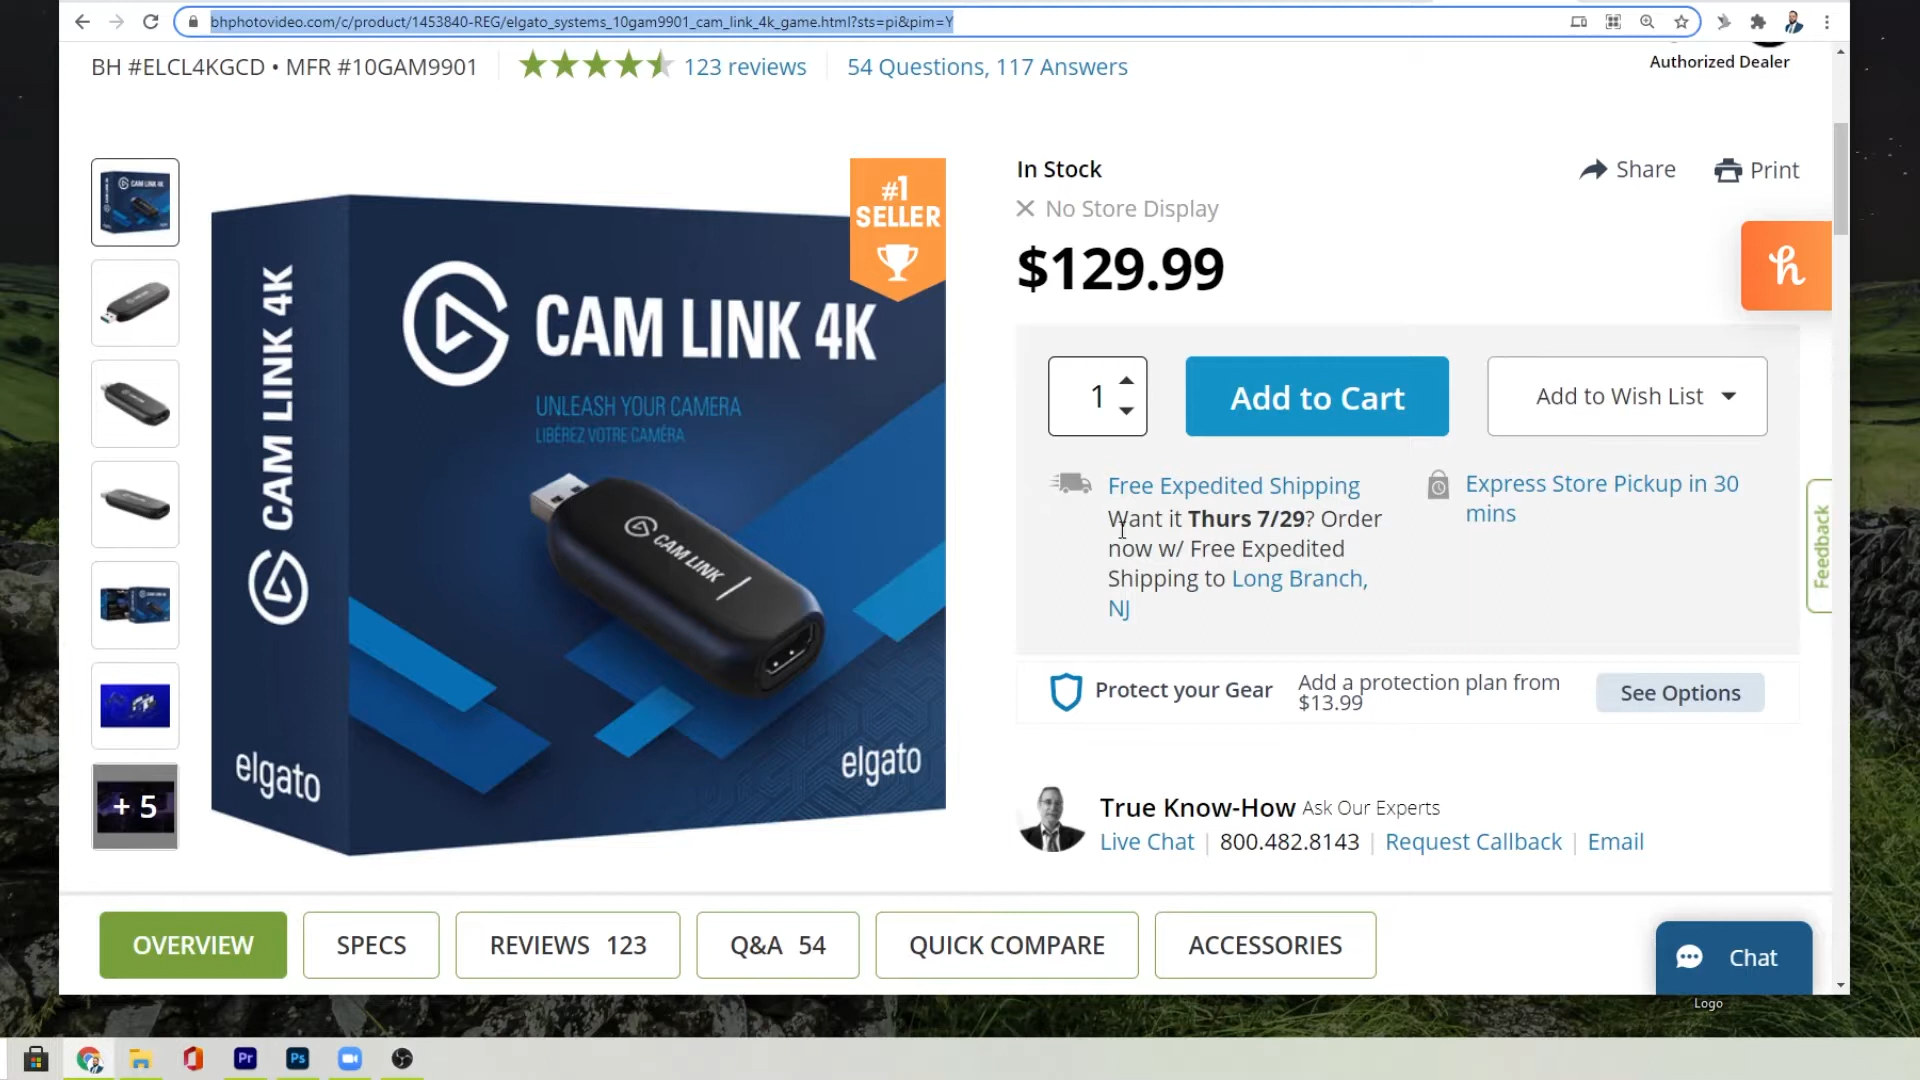 bhphotovideo.com/c/product/1453840-REG/elgato_systems_10gam9901_cam_link_4k_game.html?sts=pi&pim=Y
BH #ELCL4KGCD • MFR #10GAM9901
123 reviews
54 Questions, 117 Answers
Authorized Dealer
In Stock
Share
Print
No Store Display
$129.99
#1
SELLER
CAM LINK 4K
CAM LINK 4K
UNLEASH YOUR CAMERA
LIBÉREZ VOTRE CAMÉRA
CAM LINK
elgato
elgato
+ 5
1
Add to Cart
Add to Wish List
Free Expedited Shipping
Want it Thurs 7/29? Order
now w/ Free Expedited
Shipping to Long Branch,
NJ
Express Store Pickup in 30
mins
Feedback
Protect your Gear
Add a protection plan from
$13.99
See Options
True Know-How Ask Our Experts
Live Chat | 800.482.8143 | Request Callback | Email
OVERVIEW
SPECS
REVIEWS 123
Q&A 54
QUICK COMPARE
ACCESSORIES
Chat
Logo
Pr
Ps